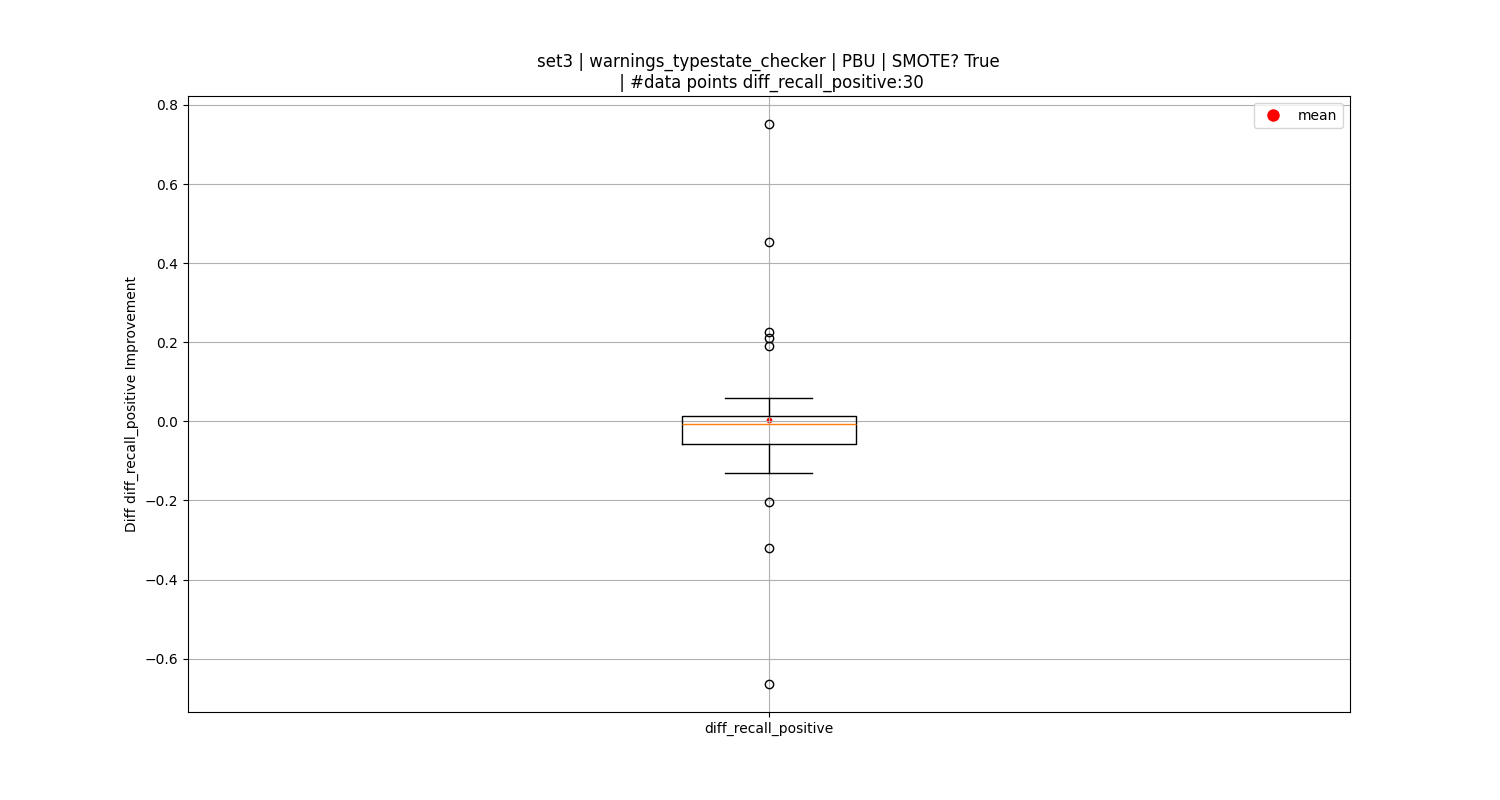 set3 | warnings_typestate_checker | PBU | SMOTE? True
| #data points diff_recall_positive:30
mean
0.8
0.6
0.4
0.2
0.0
−0.2
−0.4
−0.6
Diff diff_recall_positive Improvement
diff_recall_positive